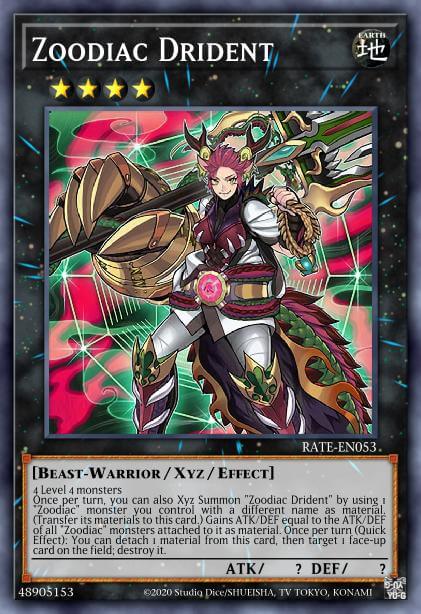 Zoodiac Drident
EARTH
地
RATE-EN053
[Beast-Warrior / Xyz / Effect]
4 Level 4 monsters
Once per turn, you can also Xyz Summon "Zoodiac Drident" by using 1
"Zoodiac" monster you control with a different name as material.
(Transfer its materials to this card.) Gains ATK/DEF equal to the ATK/DEF
of all "Zoodiac" monsters attached to it as material. Once per turn (Quick
Effect): You can detach 1 material from this card, then target 1 face-up
card on the field; destroy it.
ATK/ ? DEF/ ?
48905153
©2020 Studio Dice/SHUEISHA, TV TOKYO, KONAMI